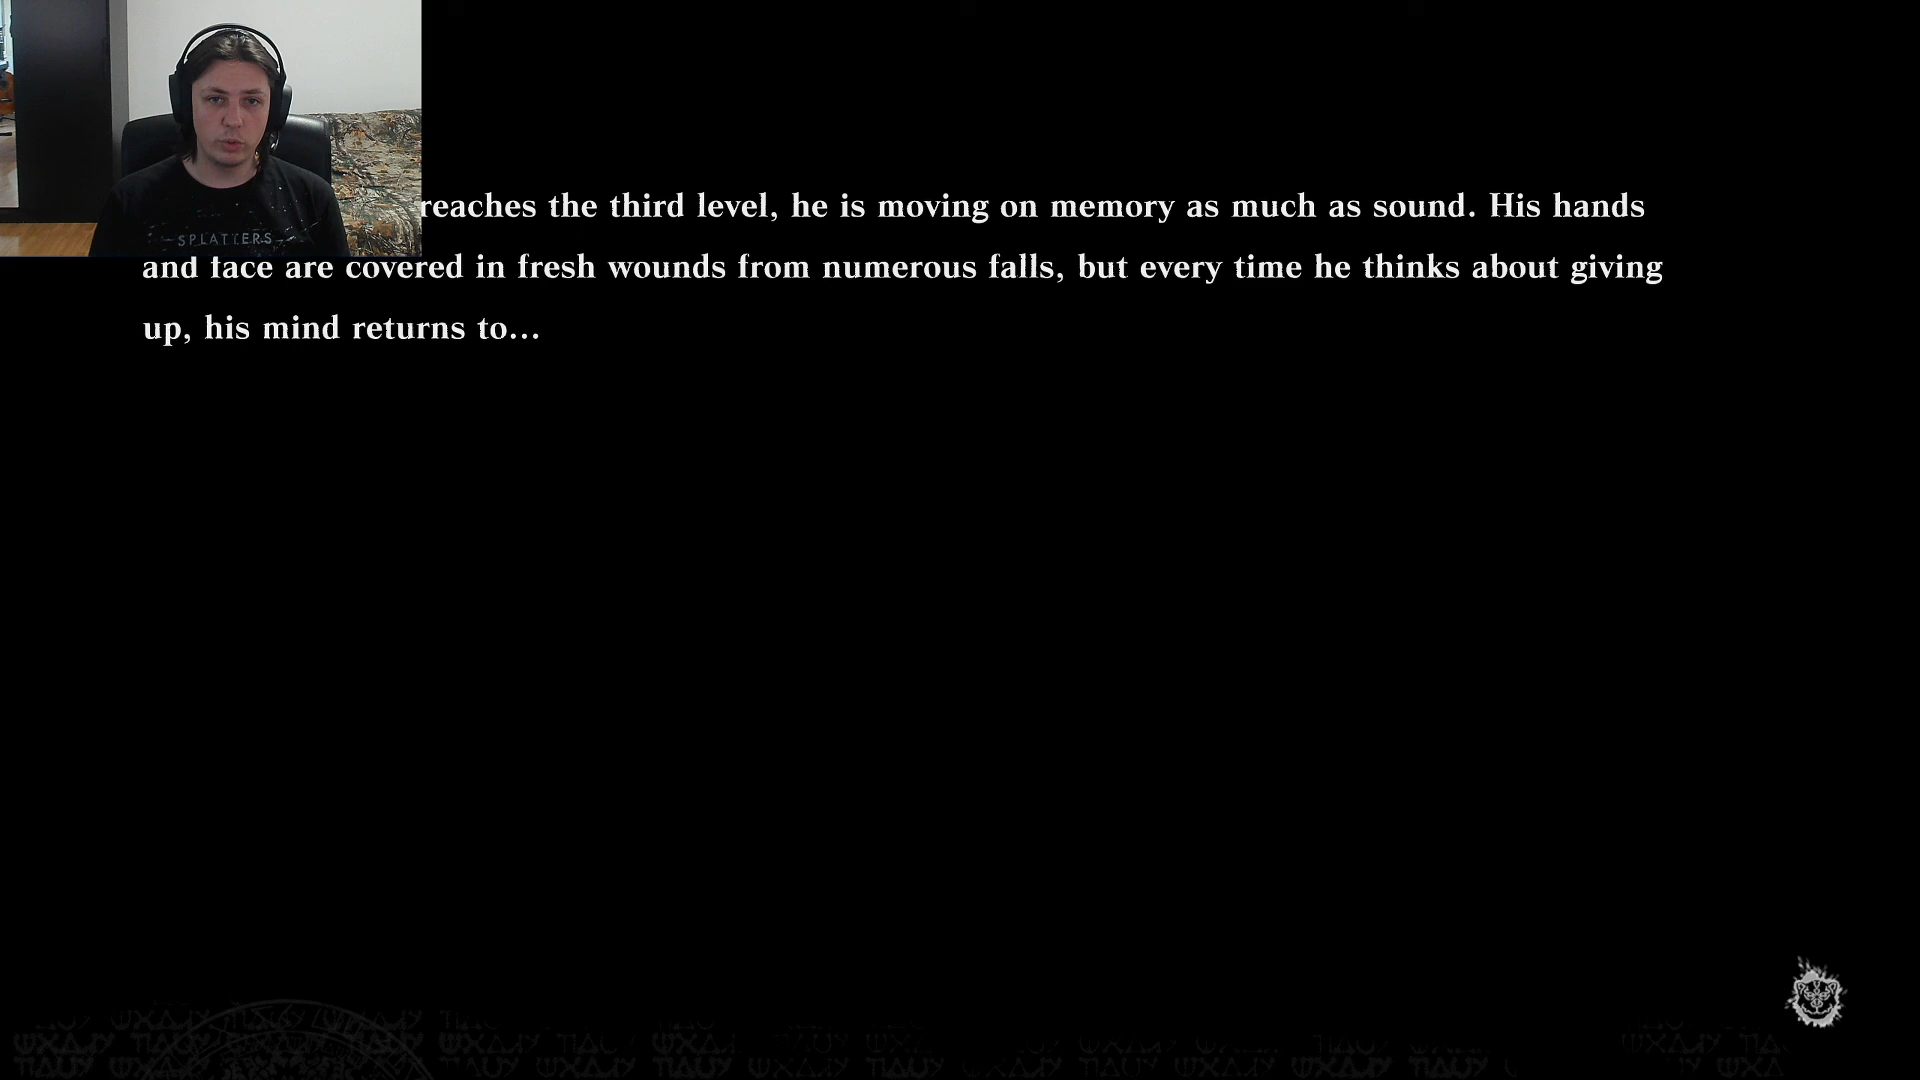 SPLATTERS
reaches the third level, he is moving on memory as much as sound. His hands
and face are covered in fresh wounds from numerous falls, but every time he thinks about giving
up, his mind returns to…